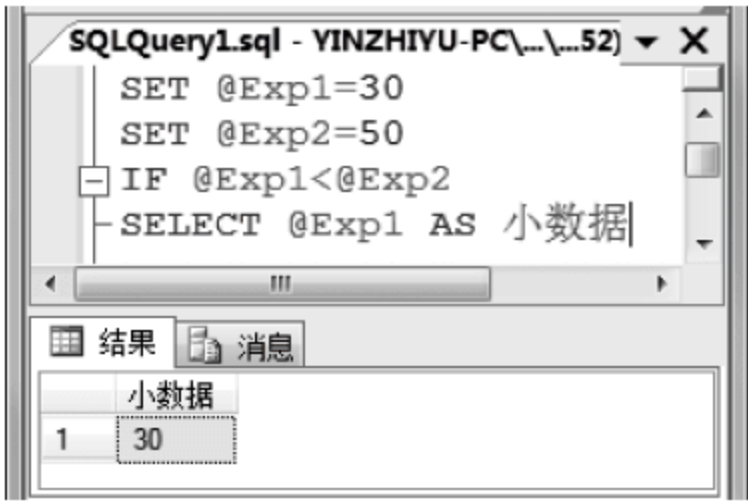 SQLQuery1.sql - YINZHIYU-PC\...\...52)
SET @Exp1=30
SET @Exp2=50
IF @Exp1<@Exp2
SELECT @Exp1 AS 小数据
结果 消息
小数据
1 30